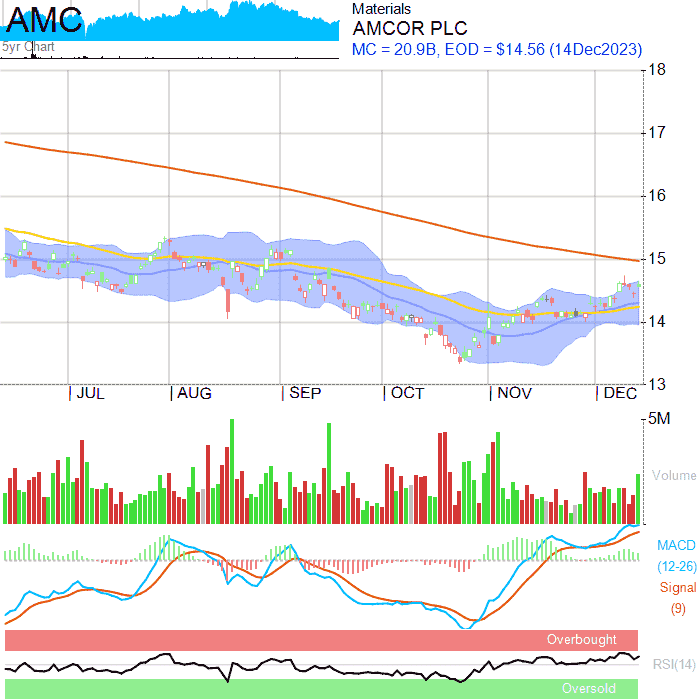 AMC
5yr Chart
Materials
AMCOR PLC
MC = 20.9B, EOD = $14.56 (14Dec2023)
18
17
16
15
14
13
JUL
AUG
SEP
OCT
NOV
DEC
5M
Volume
MACD
(12-26)
Signal
(9)
Overbought
RSI(14)
Oversold